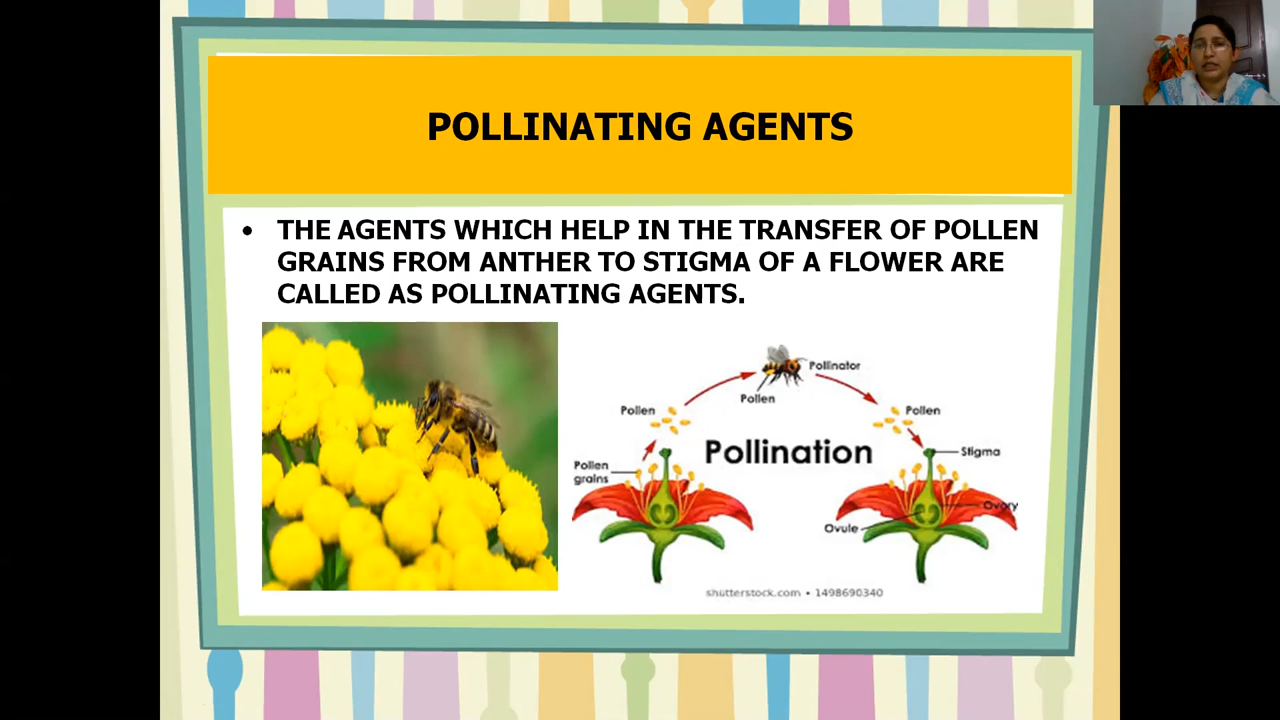 POLLINATING AGENTS
• THE AGENTS WHICH HELP IN THE TRANSFER OF POLLEN
GRAINS FROM ANTHER TO STIGMA OF A FLOWER ARE
CALLED AS POLLINATING AGENTS.
Pollinator
Pollen
Pollen
Pollen
Pollination
Stigma
Pollen
grains
Ovary
Ovule
shutterstock.com • 1498690340